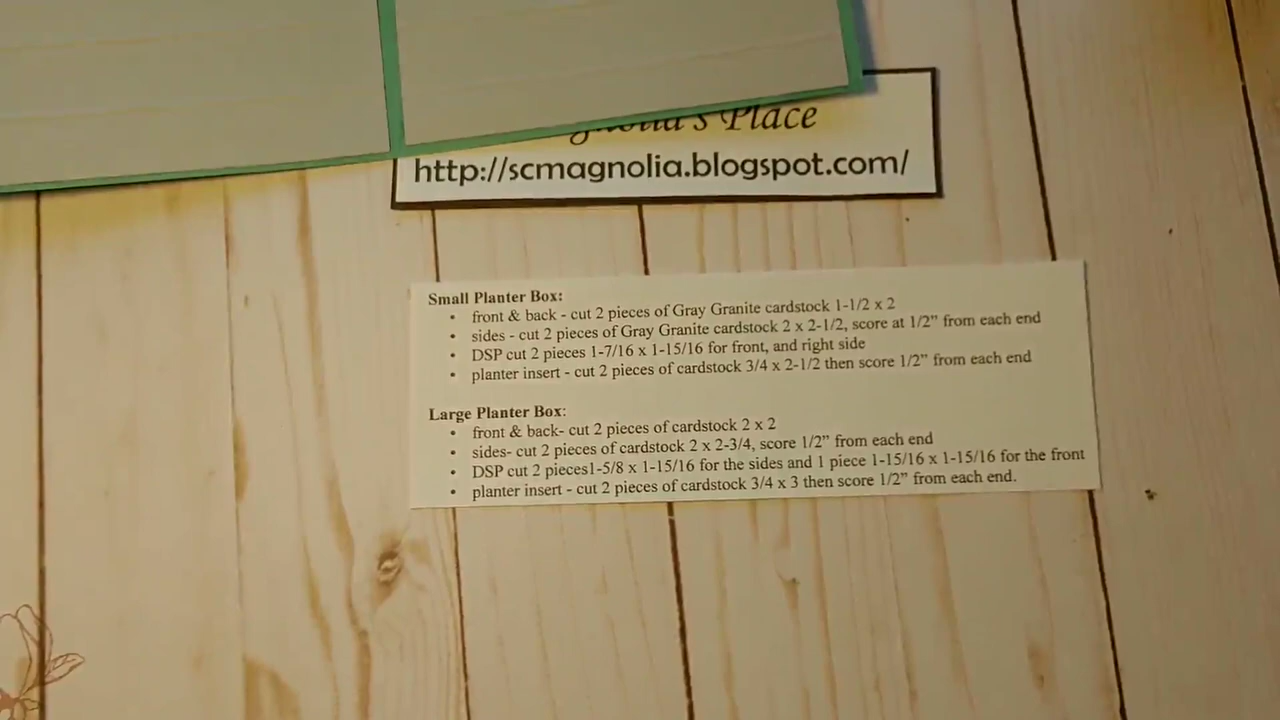 Place
http://scmagnolia.blogspot.com/
Small Planter Box:
• front & back - cut 2 pieces of Gray Granite cardstock 1-1/2 x 2
• sides - cut 2 pieces of Gray Granite cardstock 2 x 2-1/2, score at 1/2” from each end
• DSP cut 2 pieces 1-7/16 x 1-15/16 for front, and right side
• planter insert - cut 2 pieces of cardstock 3/4 x 2-1/2 then score 1/2” from each end
Large Planter Box:
• front & back- cut 2 pieces of cardstock 2 x 2
• sides- cut 2 pieces of cardstock 2 x 2-3/4, score 1/2” from each end
• DSP cut 2 pieces1-5/8 x 1-15/16 for the sides and 1 piece 1-15/16 x 1-15/16 for the front
• planter insert - cut 2 pieces of cardstock 3/4 x 3 then score 1/2” from each end.